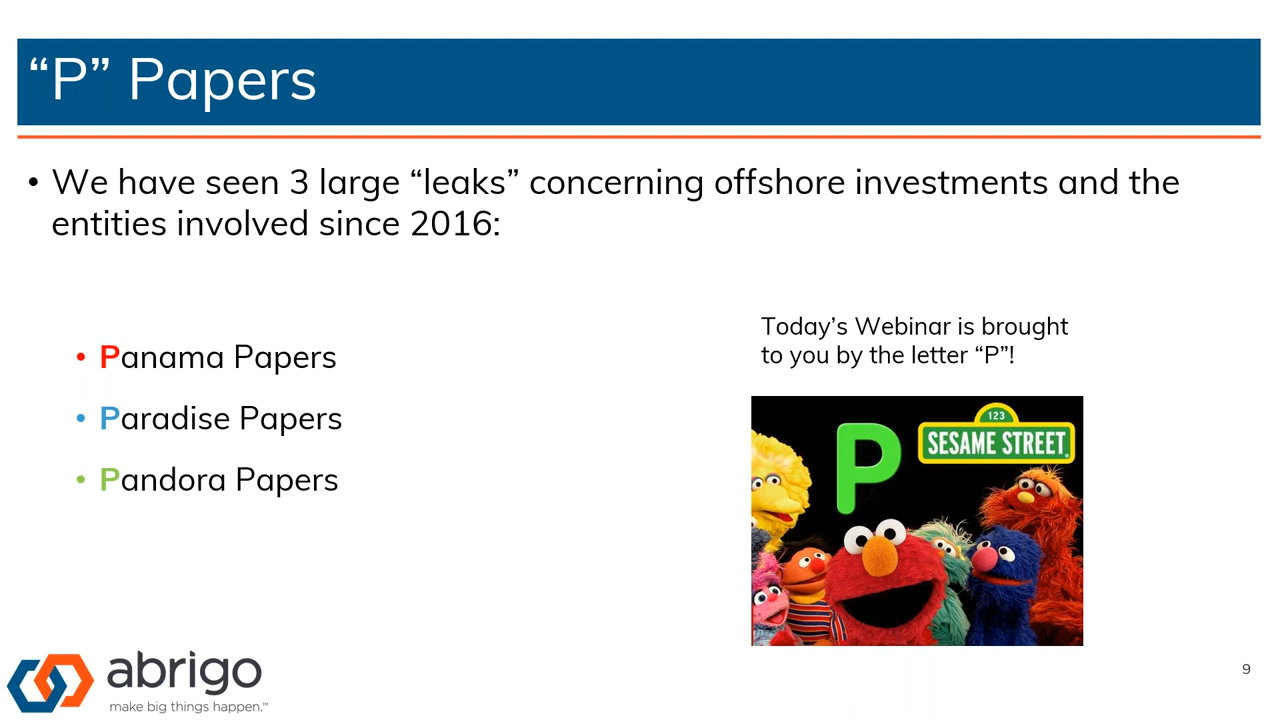 “P” Papers
• We have seen 3 large “leaks” concerning offshore investments and the
entities involved since 2016:
• Panama Papers
• Paradise Papers
• Pandora Papers
Today’s Webinar is brought
to you by the letter “P”!
P
123
SESAME STREET.
abrigo
make big things happen.™
9